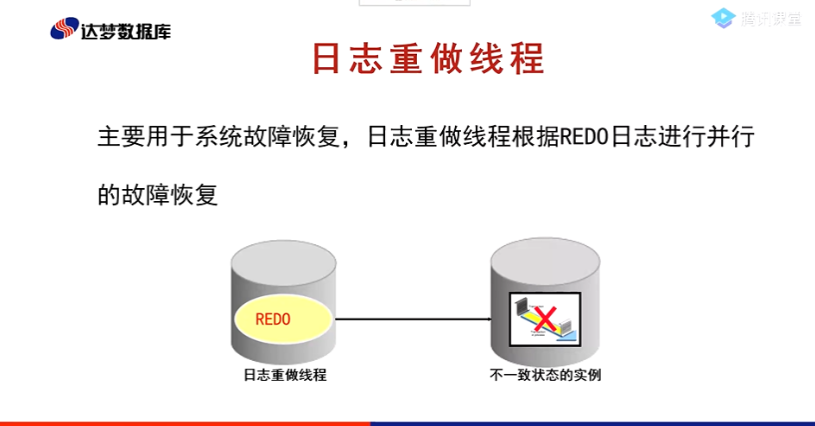 达梦数据库
腾讯课堂
日志重做线程
主要用于系统故障恢复，日志重做线程根据REDO日志进行并行
的故障恢复
REDO
日志重做线程
不一致状态的实例